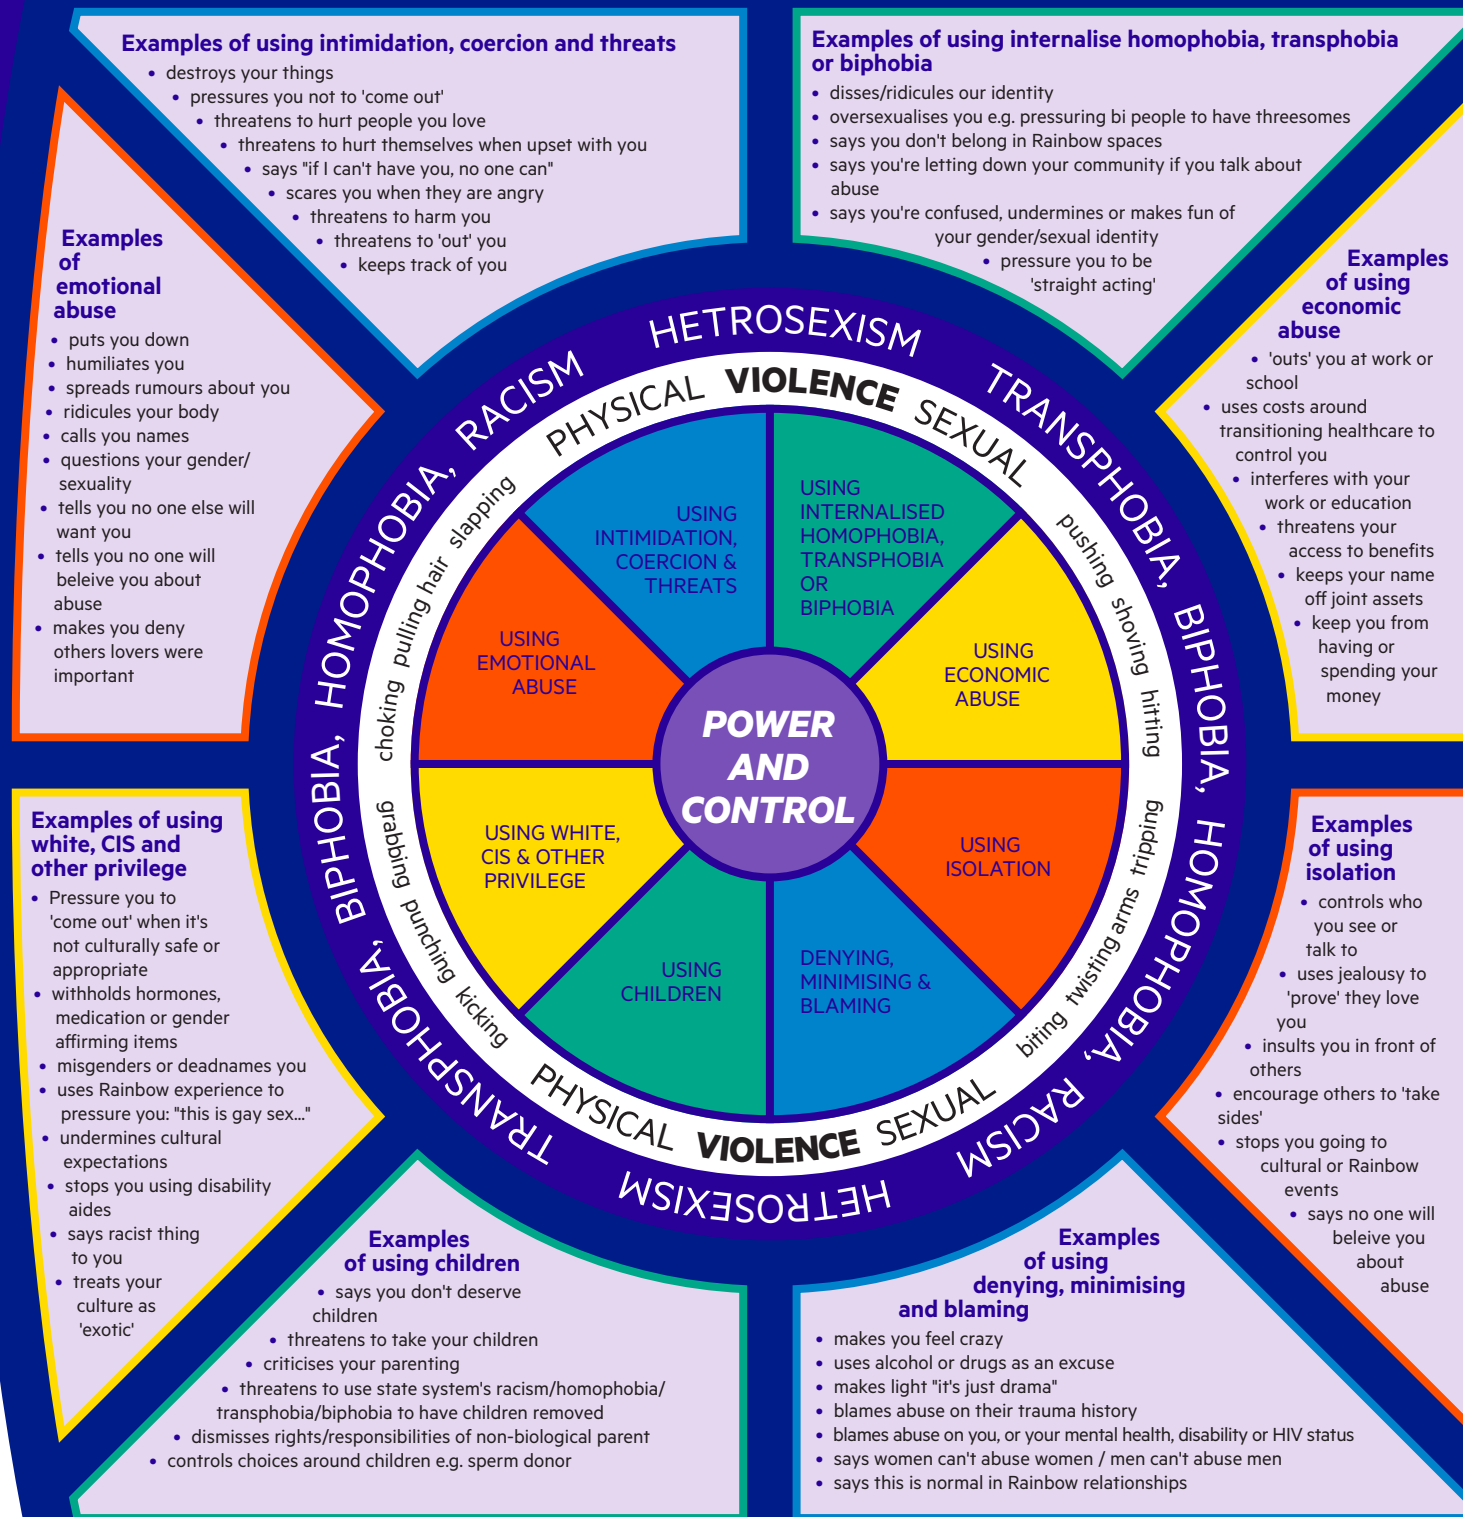 Examples of using intimidation, coercion and threats
• destroys your things
• pressures you not to 'come out'
• threatens to hurt people you love
• threatens to hurt themselves when upset with you
• says "if I can't have you, no one can"
• scares you when they are angry
• threatens to harm you
• threatens to 'out' you
• keeps track of you
Examples of using internalise homophobia, transphobia
or biphobia
• disses/ridicules our identity
• oversexualises you e.g. pressuring bi people to have threesomes
• says you don't belong in Rainbow spaces
• says you're letting down your community if you talk about
abuse
• says you're confused, undermines or makes fun of
your gender/sexual identity
• pressure you to be
'straight acting'
Examples
of
emotional
abuse
• puts you down
• humiliates you
• spreads rumours about you
• ridicules your body
• calls you names
• questions your gender/
sexuality
• tells you no one else will
want you
• tells you no one will
beleive you about
abuse
• makes you deny
others lovers were
important
Examples
of using
economic
abuse
• 'outs' you at work or
school
• uses costs around
transitioning healthcare to
control you
• interferes with your
work or education
• threatens your
access to benefits
• keeps your name
off joint assets
• keep you from
having or
spending your
money
HETROSEXISM
TRANSPHOBIA, BIPHOBIA, HOMOPHOBIA, RACISM
HETROSEXISM
TRANSPHOBIA, BIPHOBIA, HOMOPHOBIA, RACISM
PHYSICAL VIOLENCE SEXUAL
pushing shoving hitting
tripping twisting arms biting
PHYSICAL VIOLENCE SEXUAL
kicking punching grabbing
choking pulling hair slapping
USING
INTIMIDATION,
COERCION &
THREATS
USING
INTERNALISED
HOMOPHOBIA,
TRANSPHOBIA
OR
BIPHOBIA
USING
EMOTIONAL
ABUSE
USING
ECONOMIC
ABUSE
POWER
AND
CONTROL
USING WHITE,
CIS & OTHER
PRIVILEGE
USING
ISOLATION
USING
CHILDREN
DENYING,
MINIMISING &
BLAMING
Examples of using
white, CIS and
other privilege
• Pressure you to
'come out' when it's
not culturally safe or
appropriate
• withholds hormones,
medication or gender
affirming items
• misgenders or deadnames you
• uses Rainbow experience to
pressure you: "this is gay sex..."
• undermines cultural
expectations
• stops you using disability
aides
• says racist thing
to you
• treats your
culture as
'exotic'
Examples
of using
isolation
• controls who
you see or
talk to
• uses jealousy to
'prove' they love
you
• insults you in front of
others
• encourage others to 'take
sides'
• stops you going to
cultural or Rainbow
events
• says no one will
beleive you
about
abuse
Examples
of using children
• says you don't deserve
children
• threatens to take your children
• criticises your parenting
• threatens to use state system's racism/homophobia/
transphobia/biphobia to have children removed
• dismisses rights/responsibilities of non-biological parent
• controls choices around children e.g. sperm donor
Examples
of using
denying, minimising
and blaming
• makes you feel crazy
• uses alcohol or drugs as an excuse
• makes light "it's just drama"
• blames abuse on their trauma history
• blames abuse on you, or your mental health, disability or HIV status
• says women can't abuse women / men can't abuse men
• says this is normal in Rainbow relationships